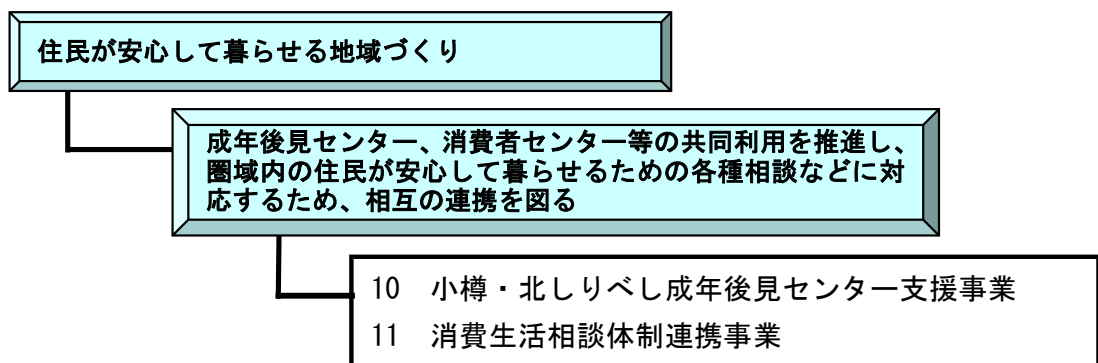 住民が安心して暮らせる地域づくり
成年後見センター、消費者センター等の共同利用を推進し、
圏域内の住民が安心して暮らせるための各種相談などに対
応するため、相互の連携を図る
10 小樽・北しりべし成年後見センター支援事業
11 消費生活相談体制連携事業